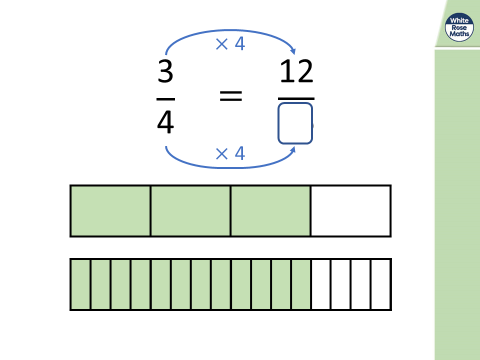 White
Rose
Maths
× 4
3 = 12
4
× 4